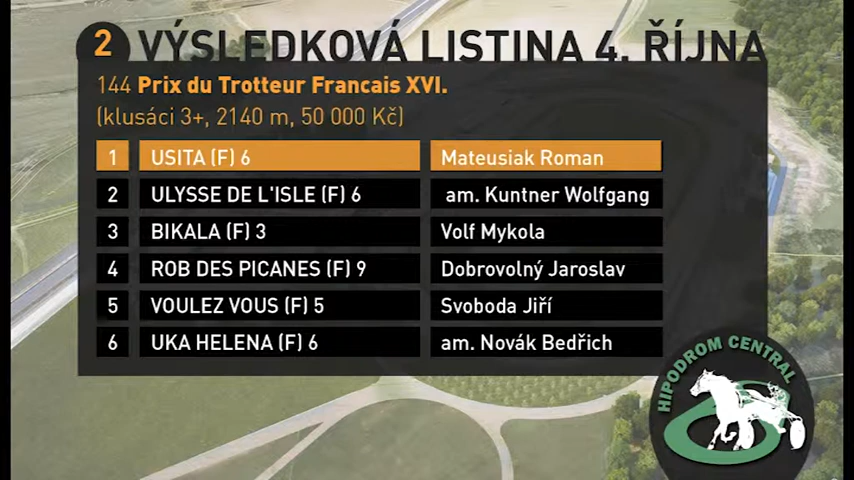 2 VÝSLEDKOVÁ LISTINA 4. ŘÍJNA
144 Prix du Trotteur Francais XVI.
(klusáci 3+, 2140 m, 50 000 Kč)
1 USITA (F) 6 Mateusiak Roman
2 ULYSSE DE L'ISLE (F) 6 am. Kuntner Wolfgang
3 BIKALA (F) 3 Volf Mykola
4 ROB DES PICANES (F) 9 Dobrovolný Jaroslav
5 VOULEZ VOUS (F) 5 Svoboda Jiří
6 UKA HELENA (F) 6 am. Novák Bedřich
HIPODROM CENTRAL